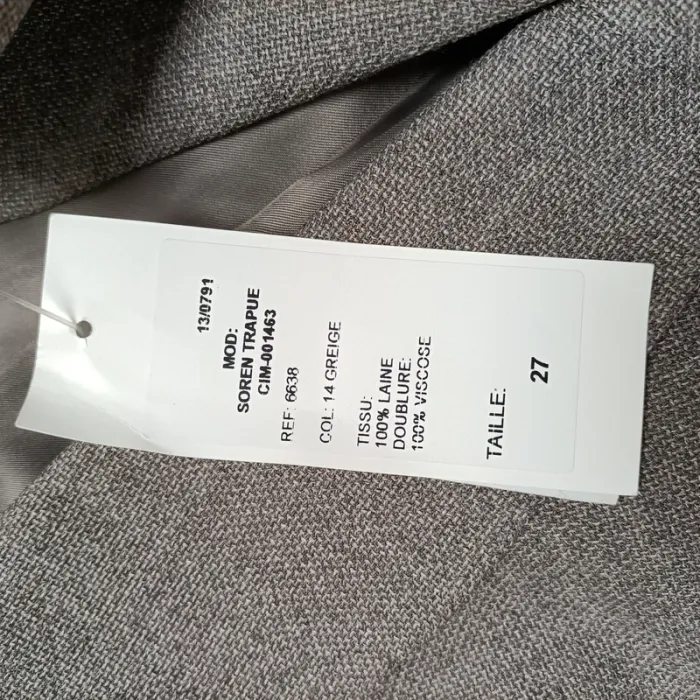 13/0791
MOD:
SOREN TRAPUE
CIM-001463
REF: 6638
COL: 14 GREIGE
TISSU:
100% LAINE
DOUBLURE:
100% VISCOSE
TAILLE:
27